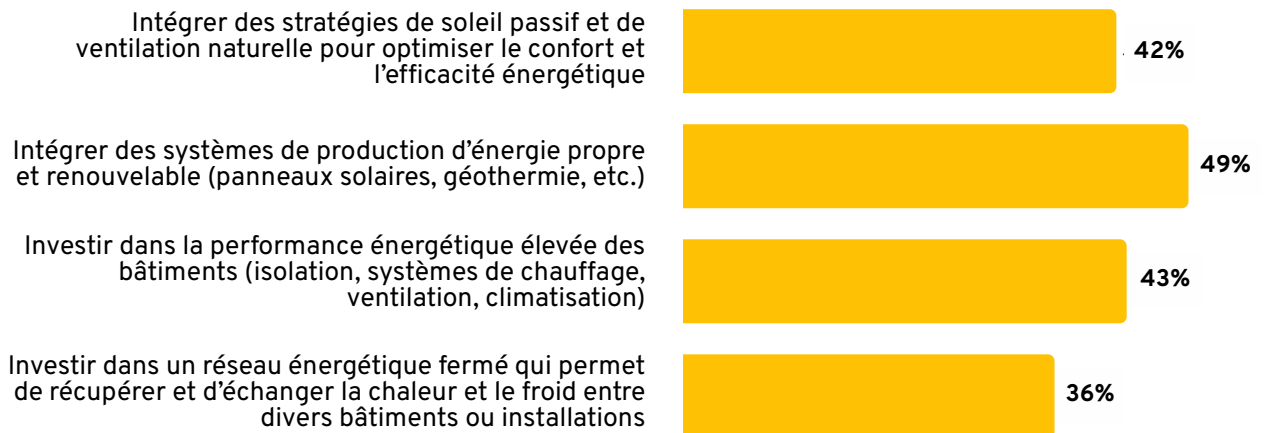 Intégrer des stratégies de soleil passif et de
ventilation naturelle pour optimiser le confort et
l'efficacité énergétique
42%
Intégrer des systèmes de production d'énergie propre
et renouvelable (panneaux solaires, géothermie, etc.)
49%
Investir dans la performance énergétique élevée des
bâtiments (isolation, systèmes de chauffage,
ventilation, climatisation)
43%
Investir dans un réseau énergétique fermé qui permet
de récupérer et d'échanger la chaleur et le froid entre
divers bâtiments ou installations
36%